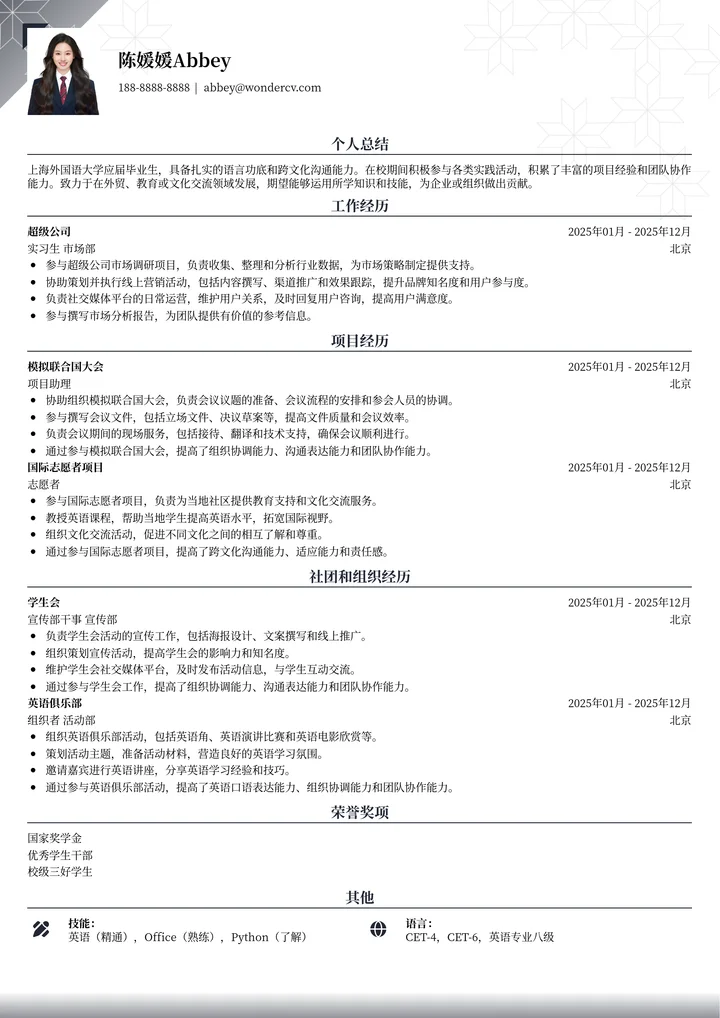 陈媛媛Abbey
188-8888-8888 | abbey@wondercv.com
个人总结
上海外国语大学应届毕业生，具备扎实的语言功底和跨文化沟通能力。在校期间积极参与各类实践活动，积累了丰富的项目经验和团队协作
能力。致力于在外贸、教育或文化交流领域发展，期望能够运用所学知识和技能，为企业或组织做出贡献。
工作经历
超级公司 2025年01月 - 2025年12月
实习生 市场部 北京
• 参与超级公司市场调研项目，负责收集、整理和分析行业数据，为市场策略制定提供支持。
• 协助策划并执行线上营销活动，包括内容撰写、渠道推广和效果跟踪，提升品牌知名度和用户参与度。
• 负责社交媒体平台的日常运营，维护用户关系，及时回复用户咨询，提高用户满意度。
• 参与撰写市场分析报告，为团队提供有价值的参考信息。
项目经历
模拟联合国大会 2025年01月 - 2025年12月
项目助理 北京
• 协助组织模拟联合国大会，负责会议议题的准备、会议流程的安排和参会人员的协调。
• 参与撰写会议文件，包括立场文件、决议草案等，提高文件质量和会议效率。
• 负责会议期间的现场服务，包括接待、翻译和技术支持，确保会议顺利进行。
• 通过参与模拟联合国大会，提高了组织协调能力、沟通表达能力和团队协作能力。
国际志愿者项目 2025年01月 - 2025年12月
志愿者 北京
• 参与国际志愿者项目，负责为当地社区提供教育支持和文化交流服务。
• 教授英语课程，帮助当地学生提高英语水平，拓宽国际视野。
• 组织文化交流活动，促进不同文化之间的相互了解和尊重。
• 通过参与国际志愿者项目，提高了跨文化沟通能力、适应能力和责任感。
社团和组织经历
学生会 2025年01月 - 2025年12月
宣传部干事 宣传部 北京
• 负责学生会活动的宣传工作，包括海报设计、文案撰写和线上推广。
• 组织策划宣传活动，提高学生会的影响力和知名度。
• 维护学生会社交媒体平台，及时发布活动信息，与学生互动交流。
• 通过参与学生会工作，提高了组织协调能力、沟通表达能力和团队协作能力。
英语俱乐部 2025年01月 - 2025年12月
组织者 活动部 北京
• 组织英语俱乐部活动，包括英语角、英语演讲比赛和英语电影欣赏等。
• 策划活动主题，准备活动材料，营造良好的英语学习氛围。
• 邀请嘉宾进行英语讲座，分享英语学习经验和技巧。
• 通过参与英语俱乐部活动，提高了英语口语表达能力、组织协调能力和团队协作能力。
荣誉奖项
国家奖学金
优秀学生干部
校级三好学生
其他
技能：
英语（精通），Office（熟练），Python（了解）
语言：
CET-4，CET-6，英语专业八级